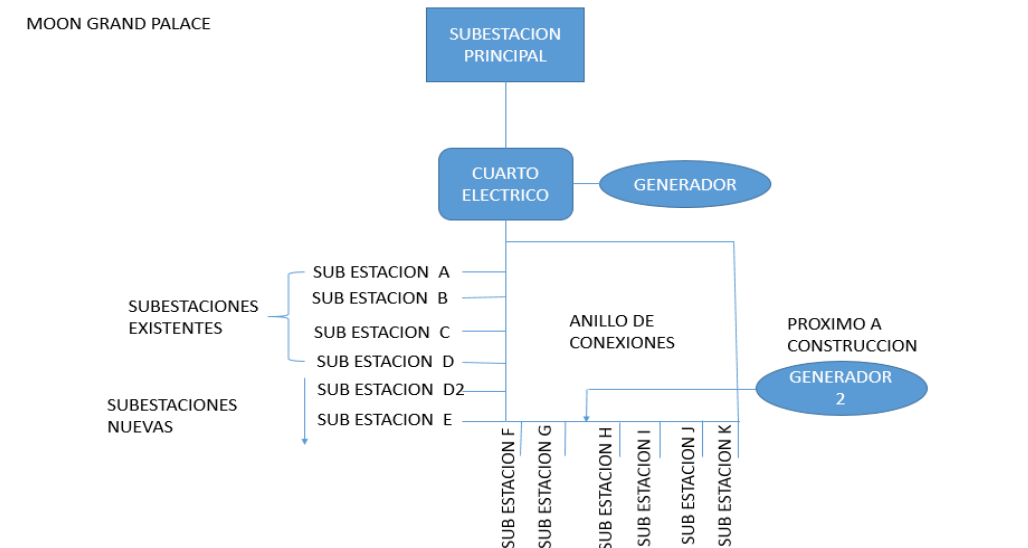 MOON GRAND PALACE
SUBESTACION
PRINCIPAL
CUARTO
ELECTRICO
GENERADOR
SUB ESTACION A
SUB ESTACION B
SUB ESTACION C
SUB ESTACION D
SUB ESTACION D2
SUB ESTACION E
SUBESTACIONES
EXISTENTES
SUBESTACIONES
NUEVAS
ANILLO DE
CONEXIONES
PROXIMO A
CONSTRUCCION
GENERADOR
2
SUB ESTACION F
SUB ESTACION G
SUB ESTACION H
SUB ESTACION I
SUB ESTACION J
SUB ESTACION K